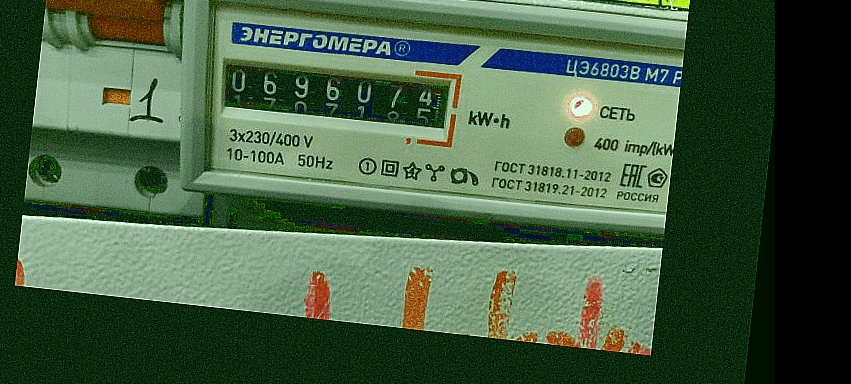 ЭНЕРГОМЕРА®
ЦЭ6803В М7 Р
0696074
kW•h
СЕТЬ
400 imp/kW
3x230/400 V
10-100A 50Hz
ГОСТ 31818.11-2012
ГОСТ 31819.21-2012
ЕАС
РОССИЯ
1